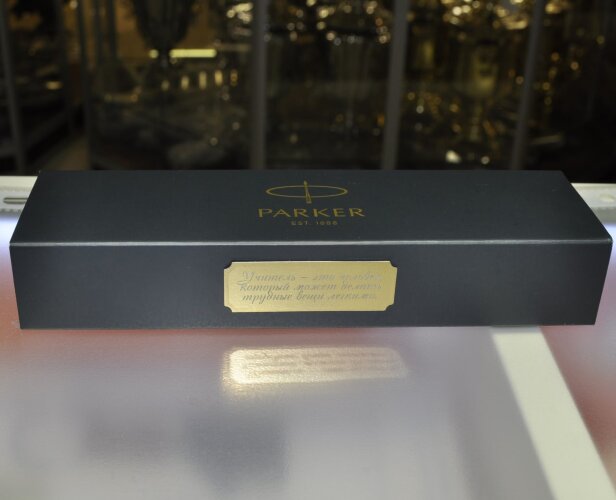 PARKER
EST. 1888
Учитель – это человек,
который может делать
трудные вещи легкими.